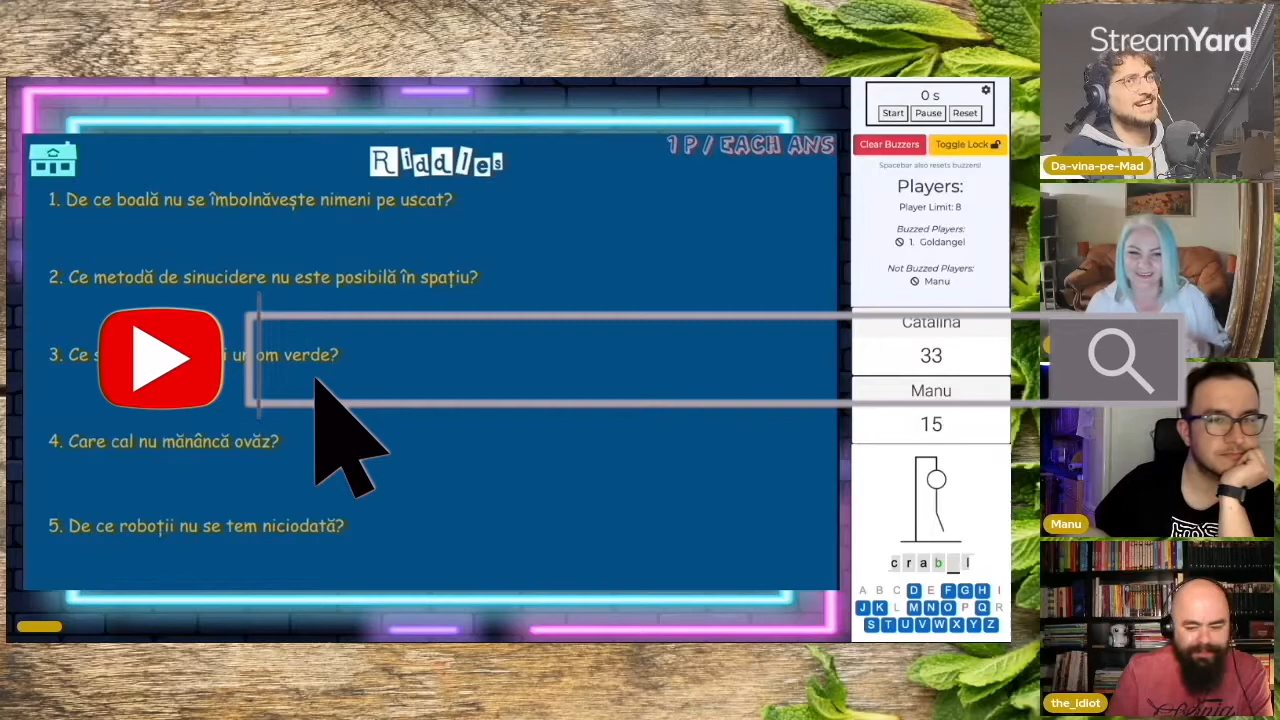 StreamYard
Riddles
1 P / EACH ANS
1. De ce boală nu se îmbolnăvește nimeni pe uscat?
2. Ce metodă de sinucidere nu este posibilă în spațiu?
3. Ce om verde?
4. Care cal nu mănâncă ovăz?
5. De ce roboții nu se tem niciodată?
0 s
Start Pause Reset
Clear Buzzers Toggle Lock
Spacebar also resets buzzers!
Players:
Player Limit: 8
Buzzed Players:
1. Goldangel
Not Buzzed Players:
Manu
Catalina
33
Manu
15
c r a b _ l
A B C D E F G H I
J K L M N O P Q R
S T U V W X Y Z
Da-vina-pe-Mad
Manu
the_idiot